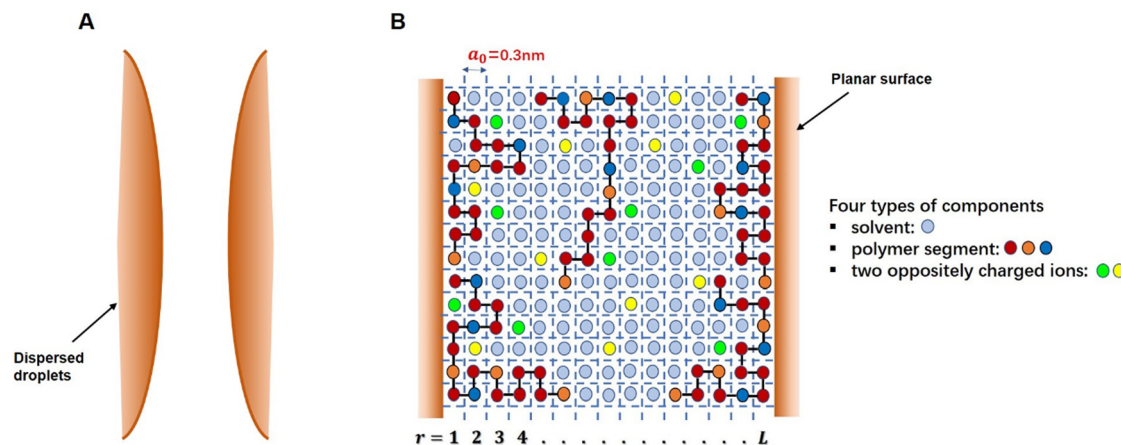 A
B
a₀=0.3nm
Planar surface
Four types of components
▪ solvent:
▪ polymer segment:
▪ two oppositely charged ions:
Dispersed
droplets
r = 1 2 3 4 . . . . . . . . . . L